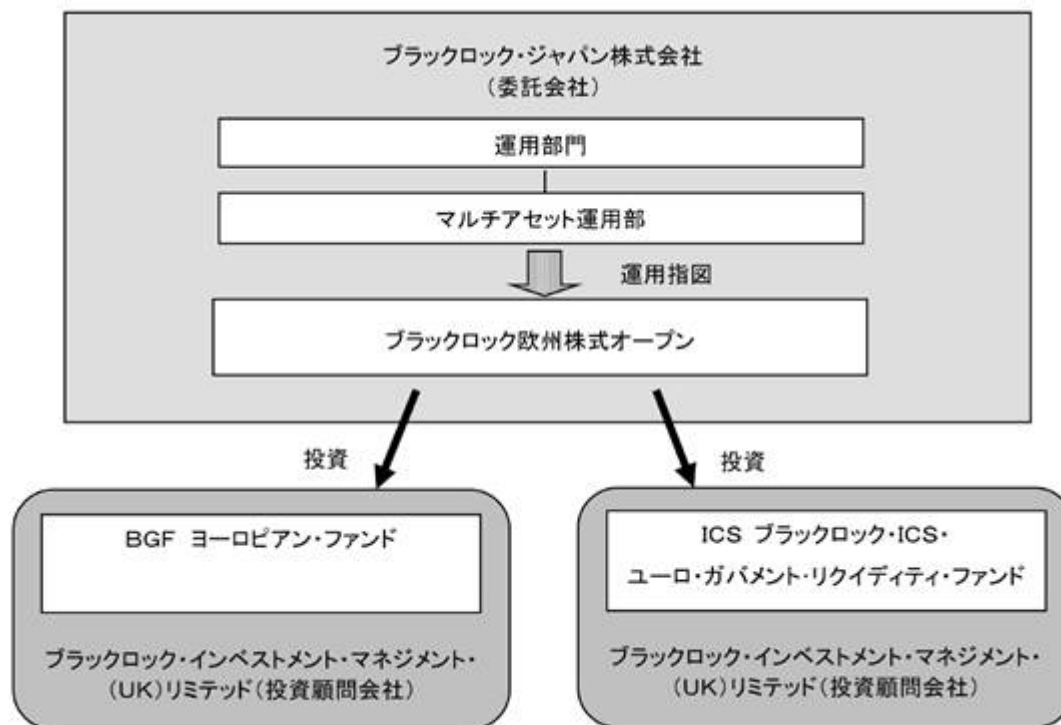 ブラックロック・ジャパン株式会社
(委託会社)
運用部門
マルチアセット運用部
運用指図
ブラックロック欧州株式オープン
投資
投資
BGF ヨーロピアン・ファンド
ブラックロック・インベストメント・マネジメント・
(UK)リミテッド(投資顧問会社)
ICS ブラックロック・ICS・
ユーロ・ガバメント・リクイディティ・ファンド
ブラックロック・インベストメント・マネジメント・
(UK)リミテッド(投資顧問会社)